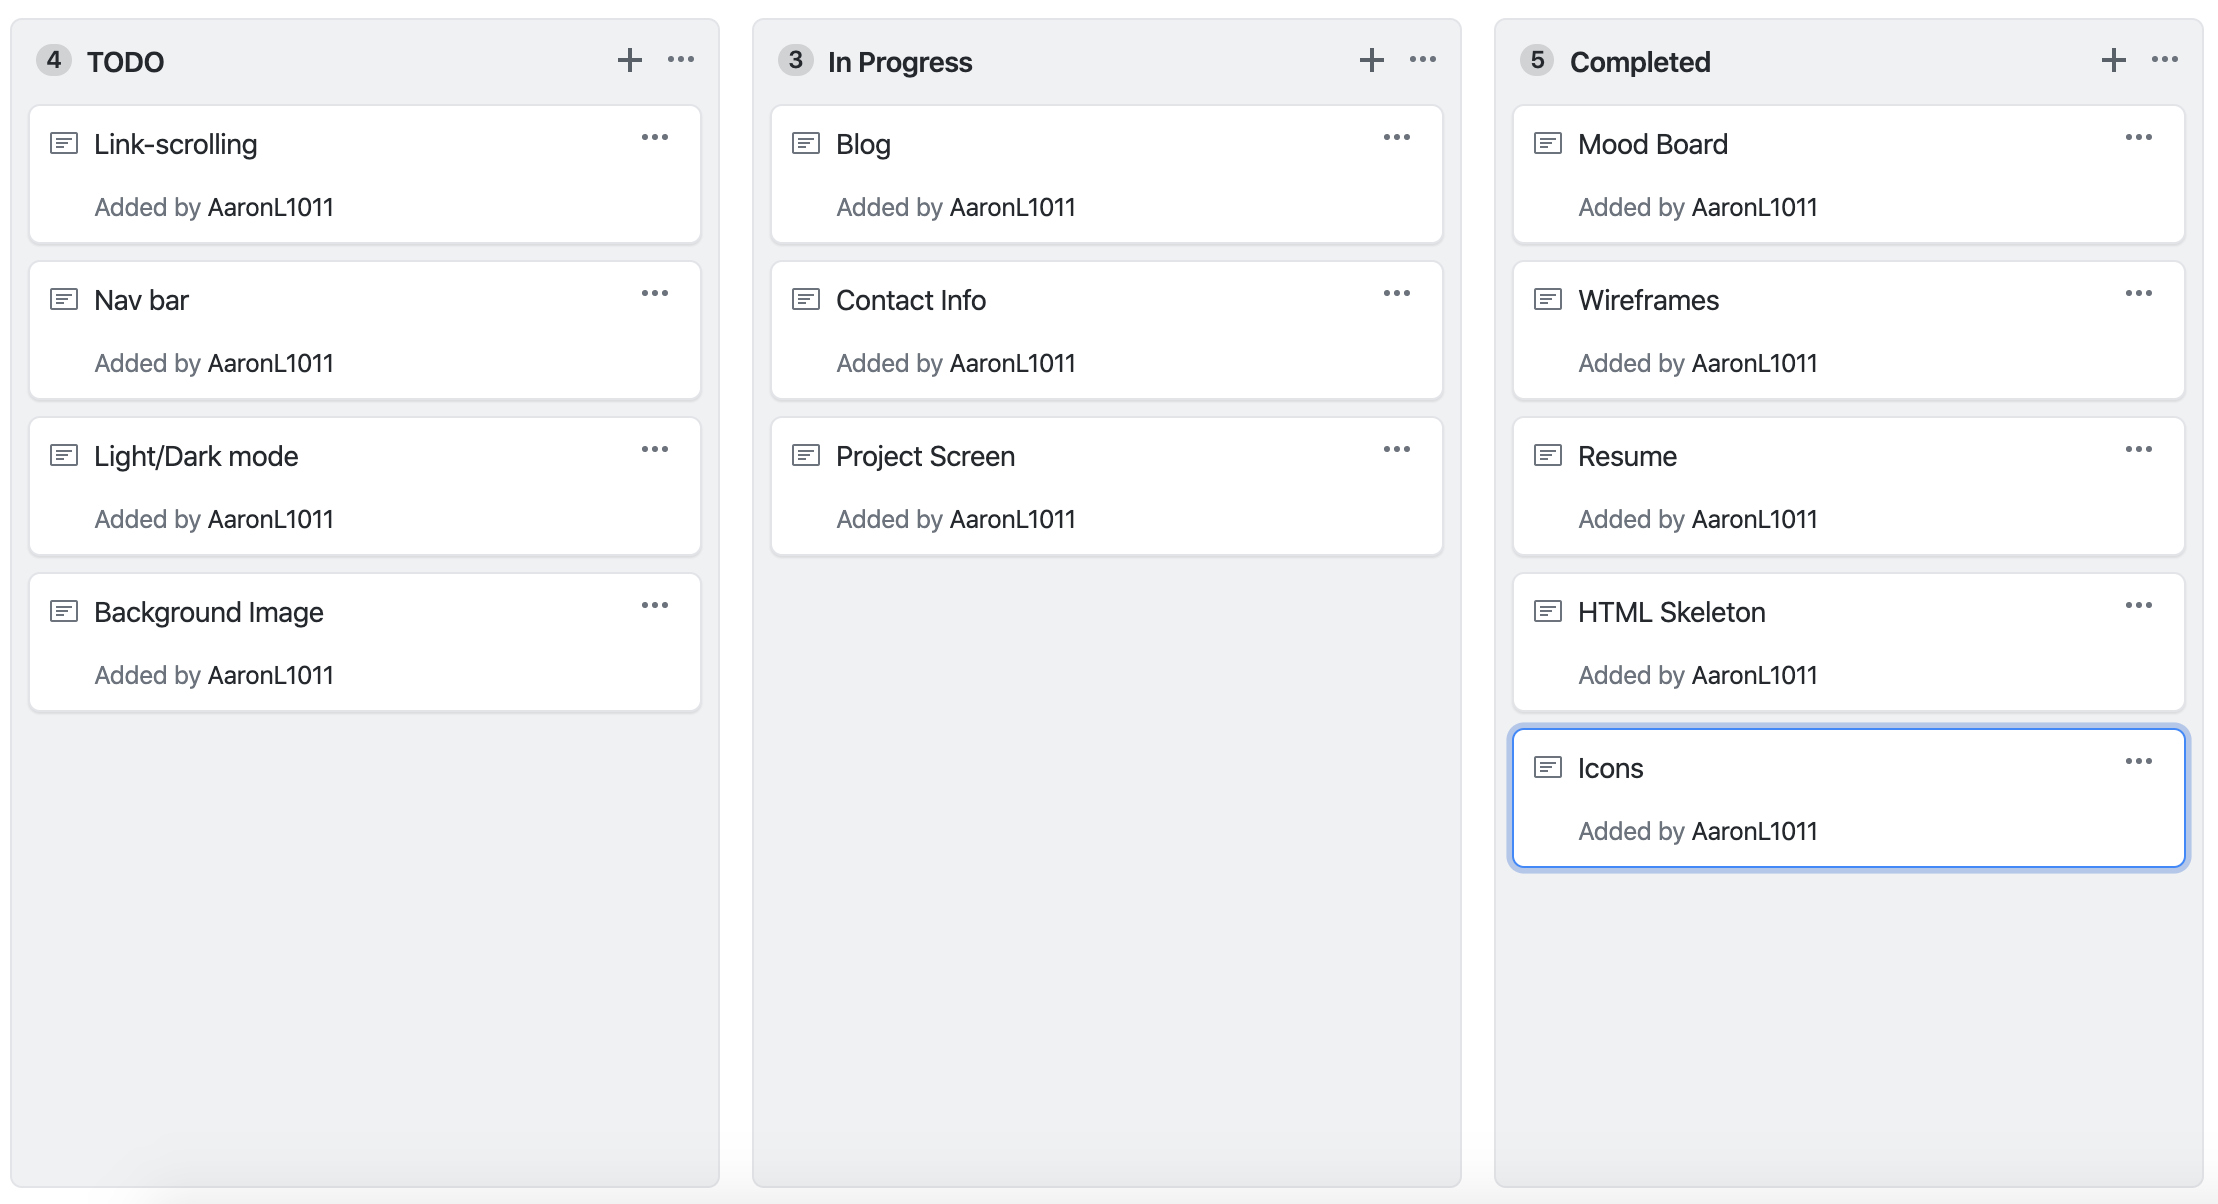 4 TODO
Link-scrolling
Added by AaronL1011
Nav bar
Added by AaronL1011
Light/Dark mode
Added by AaronL1011
Background Image
Added by AaronL1011
3 In Progress
Blog
Added by AaronL1011
Contact Info
Added by AaronL1011
Project Screen
Added by AaronL1011
5 Completed
Mood Board
Added by AaronL1011
Wireframes
Added by AaronL1011
Resume
Added by AaronL1011
HTML Skeleton
Added by AaronL1011
Icons
Added by AaronL1011